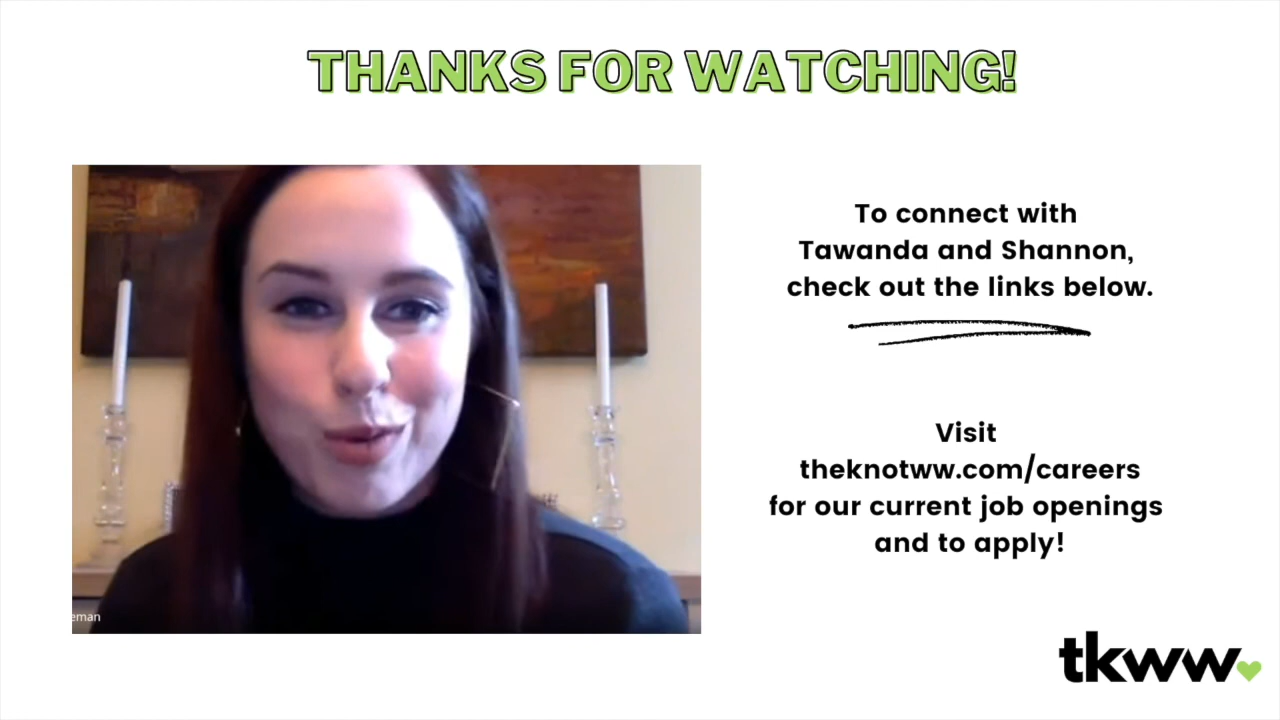 THANKS FOR WATCHING!
To connect with
Tawanda and Shannon,
check out the links below.
Visit
theknotww.com/careers
for our current job openings
and to apply!
eman
tkww